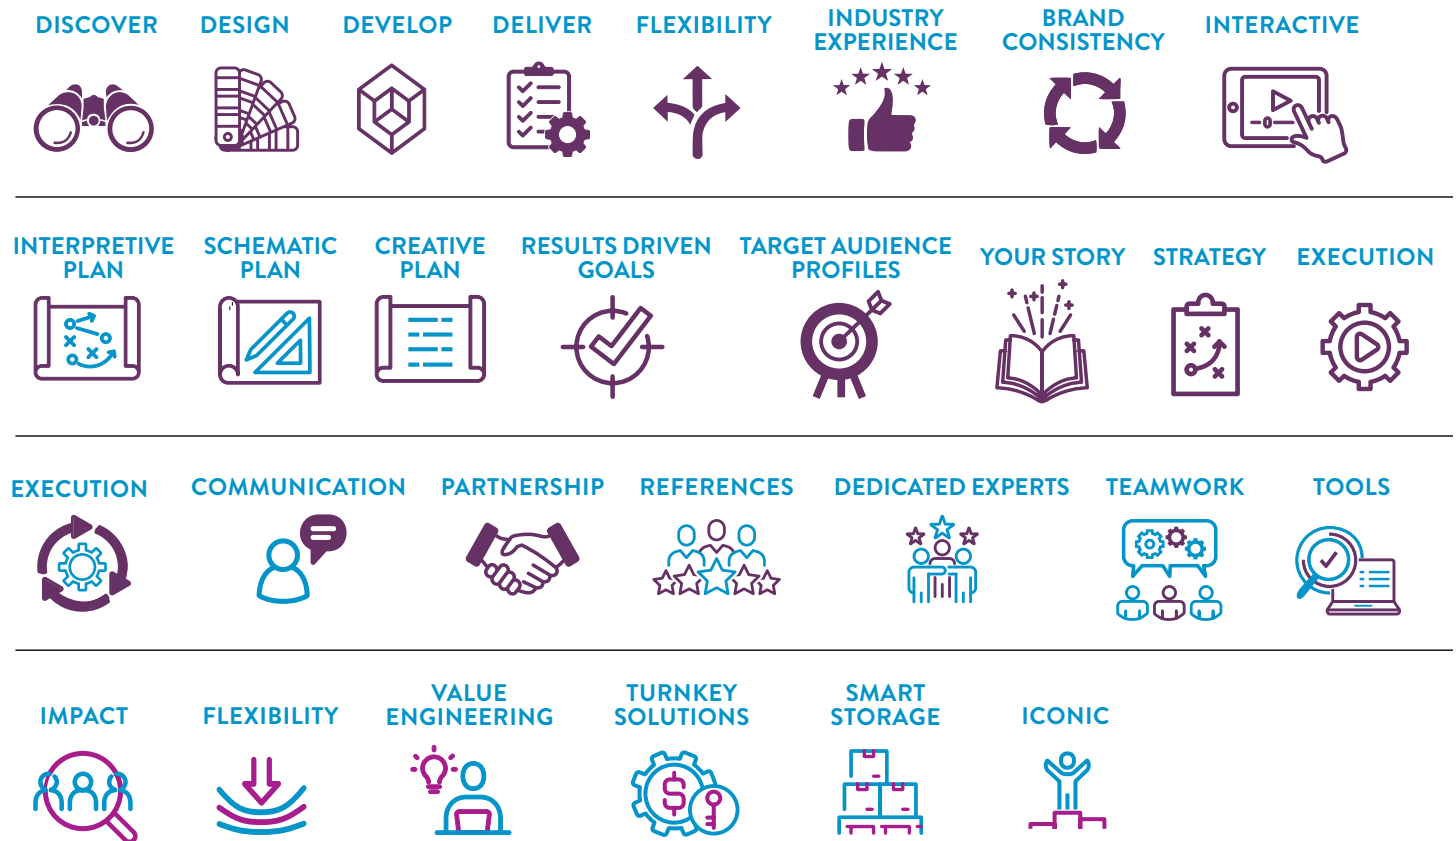 DISCOVER
DESIGN
DEVELOP
DELIVER
FLEXIBILITY
INDUSTRY
EXPERIENCE
BRAND
CONSISTENCY
INTERACTIVE
INTERPRETIVE
PLAN
SCHEMATIC
PLAN
CREATIVE
PLAN
RESULTS DRIVEN
GOALS
TARGET AUDIENCE
PROFILES
YOUR STORY
STRATEGY
EXECUTION
EXECUTION
COMMUNICATION
PARTNERSHIP
REFERENCES
DEDICATED EXPERTS
TEAMWORK
TOOLS
IMPACT
FLEXIBILITY
VALUE
ENGINEERING
TURNKEY
SOLUTIONS
$
SMART
STORAGE
ICONIC